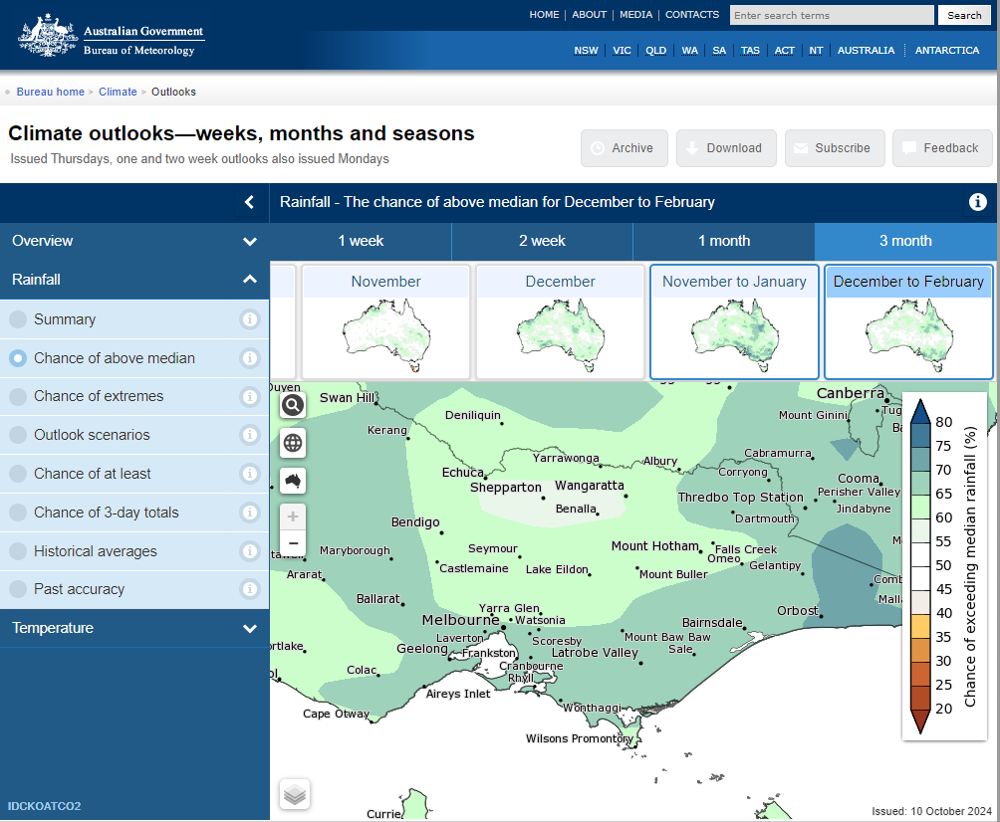 HOME ABOUT MEDIA CONTACTS Enter search terms Search
Australian Government
Bureau of Meteorology
NSW VIC QLD WA SA TAS ACT NT AUSTRALIA ANTARCTICA
Bureau home Climate Outlooks
Climate outlooks—weeks, months and seasons
Issued Thursdays, one and two week outlooks also issued Mondays
Archive Download Subscribe Feedback
Rainfall - The chance of above median for December to February
Overview
1 week 2 week 1 month 3 month
Rainfall
November December November to January December to February
Summary
Chance of above median
Chance of extremes
Outlook scenarios
Chance of at least
Chance of 3-day totals
Historical averages
Past accuracy
Temperature
IDCKOATCO2
Swan Hill
Canberra
Deniliquin
Mount Ginini
Tug
Kerang
Yarrawonga
Albury
Cabramurra
Echuca
Corryong
Cooma
Shepparton
Wangaratta
Thredbo Top Station
Perisher Valley
Benalla
Jindabyne
Dartmouth
Bendigo
Maryborough
Seymour
Mount Hotham
Falls Creek
Omeo
Gelantipy
Castlemaine
Lake Eildon
Mount Buller
Ararat
Comb
Ballarat
Yarra Glen
Malla
Orbost
Melbourne
Watsonia
Bairnsdale
Laverton
Scoresby
Mount Baw Baw
Geelong
Frankston
Latrobe Valley
Sale
rtlake
Cranbourne
Colac
Rhyll
Aireys Inlet
Cape Otway
Wonthaggi
Wilsons Promontory
Currie
80
75
70
65
60
55
50
45
40
35
30
25
20
Chance of exceeding median rainfall (%)
Issued: 10 October 2024